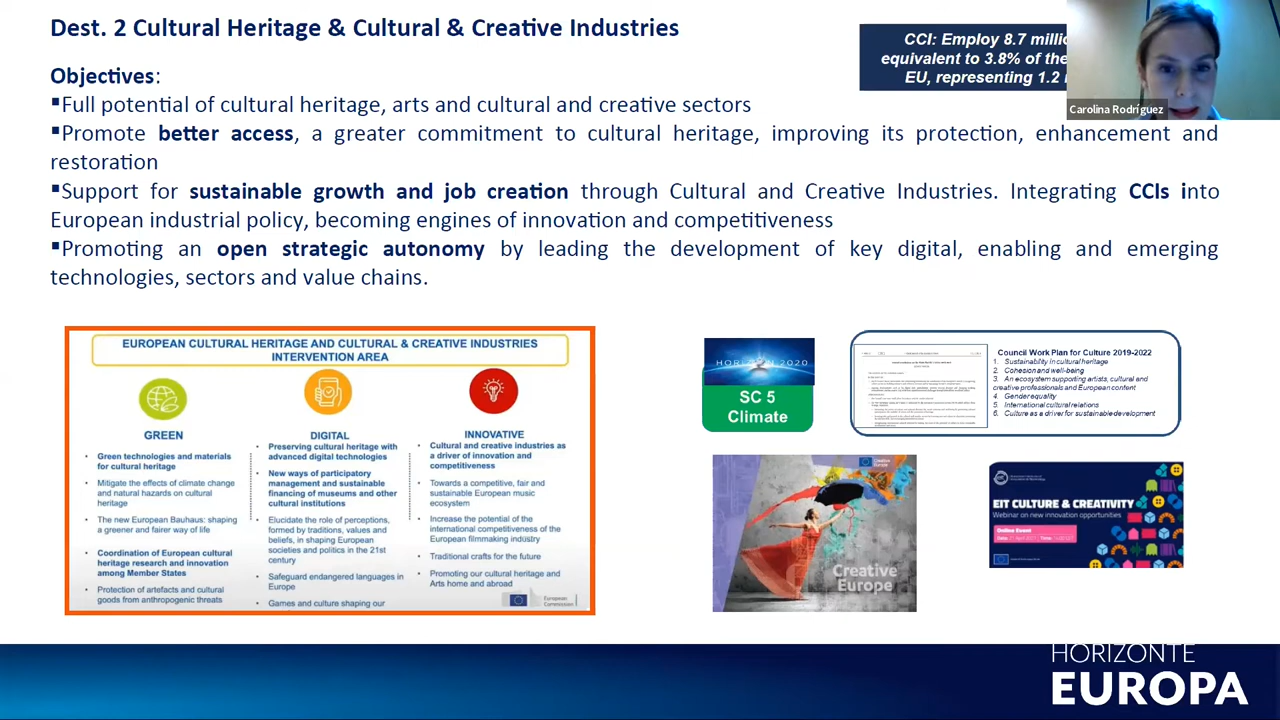 Dest. 2 Cultural Heritage & Cultural & Creative Industries
CCI: Employ 8.7
equivalent to 3.8% of the
EU, representing 1.2
Carolina Rodríguez
Objectives:
▪Full potential of cultural heritage, arts and cultural and creative sectors
▪Promote better access, a greater commitment to cultural heritage, improving its protection, enhancement and
restoration
▪Support for sustainable growth and job creation through Cultural and Creative Industries. Integrating CCIs into
European industrial policy, becoming engines of innovation and competitiveness
▪Promoting an open strategic autonomy by leading the development of key digital, enabling and emerging
technologies, sectors and value chains.
EUROPEAN CULTURAL HERITAGE AND CULTURAL & CREATIVE INDUSTRIES
INTERVENTION AREA
GREEN
• Green technologies and materials
for cultural heritage
• Mitigate the effects of climate change
and natural hazards on cultural
heritage
• The new European Bauhaus: shaping
a greener and fairer way of life
• Coordination of European cultural
heritage research and innovation
among Member States
• Protection of artefacts and cultural
goods from anthropogenic threats
DIGITAL
• Preserving cultural heritage with
advanced digital technologies
• New ways of participatory
management and sustainable
financing of museums and other
cultural institutions
• Elucidate the role of perceptions,
formed by traditions, values and
beliefs, in shaping European
societies and politics in the 21st
century
• Safeguard endangered languages in
Europe
• Games and culture shaping our
INNOVATIVE
• Cultural and creative industries as
a driver of innovation and
competitiveness
• Towards a competitive, fair and
sustainable European music
ecosystem
• Increase the potential of the
international competitiveness of the
European filmmaking industry
• Traditional crafts for the future
• Promoting our cultural heritage and
Arts home and abroad
European
Commission
HORIZON 2020
SC 5
Climate
Council Work Plan for Culture 2019-2022
1. Sustainability in cultural heritage
2. Cohesion and well-being
3. An ecosystem supporting artists, cultural and
creative professionals and European content
4. Gender equality
5. International cultural relations
6. Culture as a driver for sustainable development
Creative
Europe
Creative
Europe
EIT CULTURE & CREATIVITY
Webinar on new innovation opportunities
Online Event
HORIZONTE
EUROPA